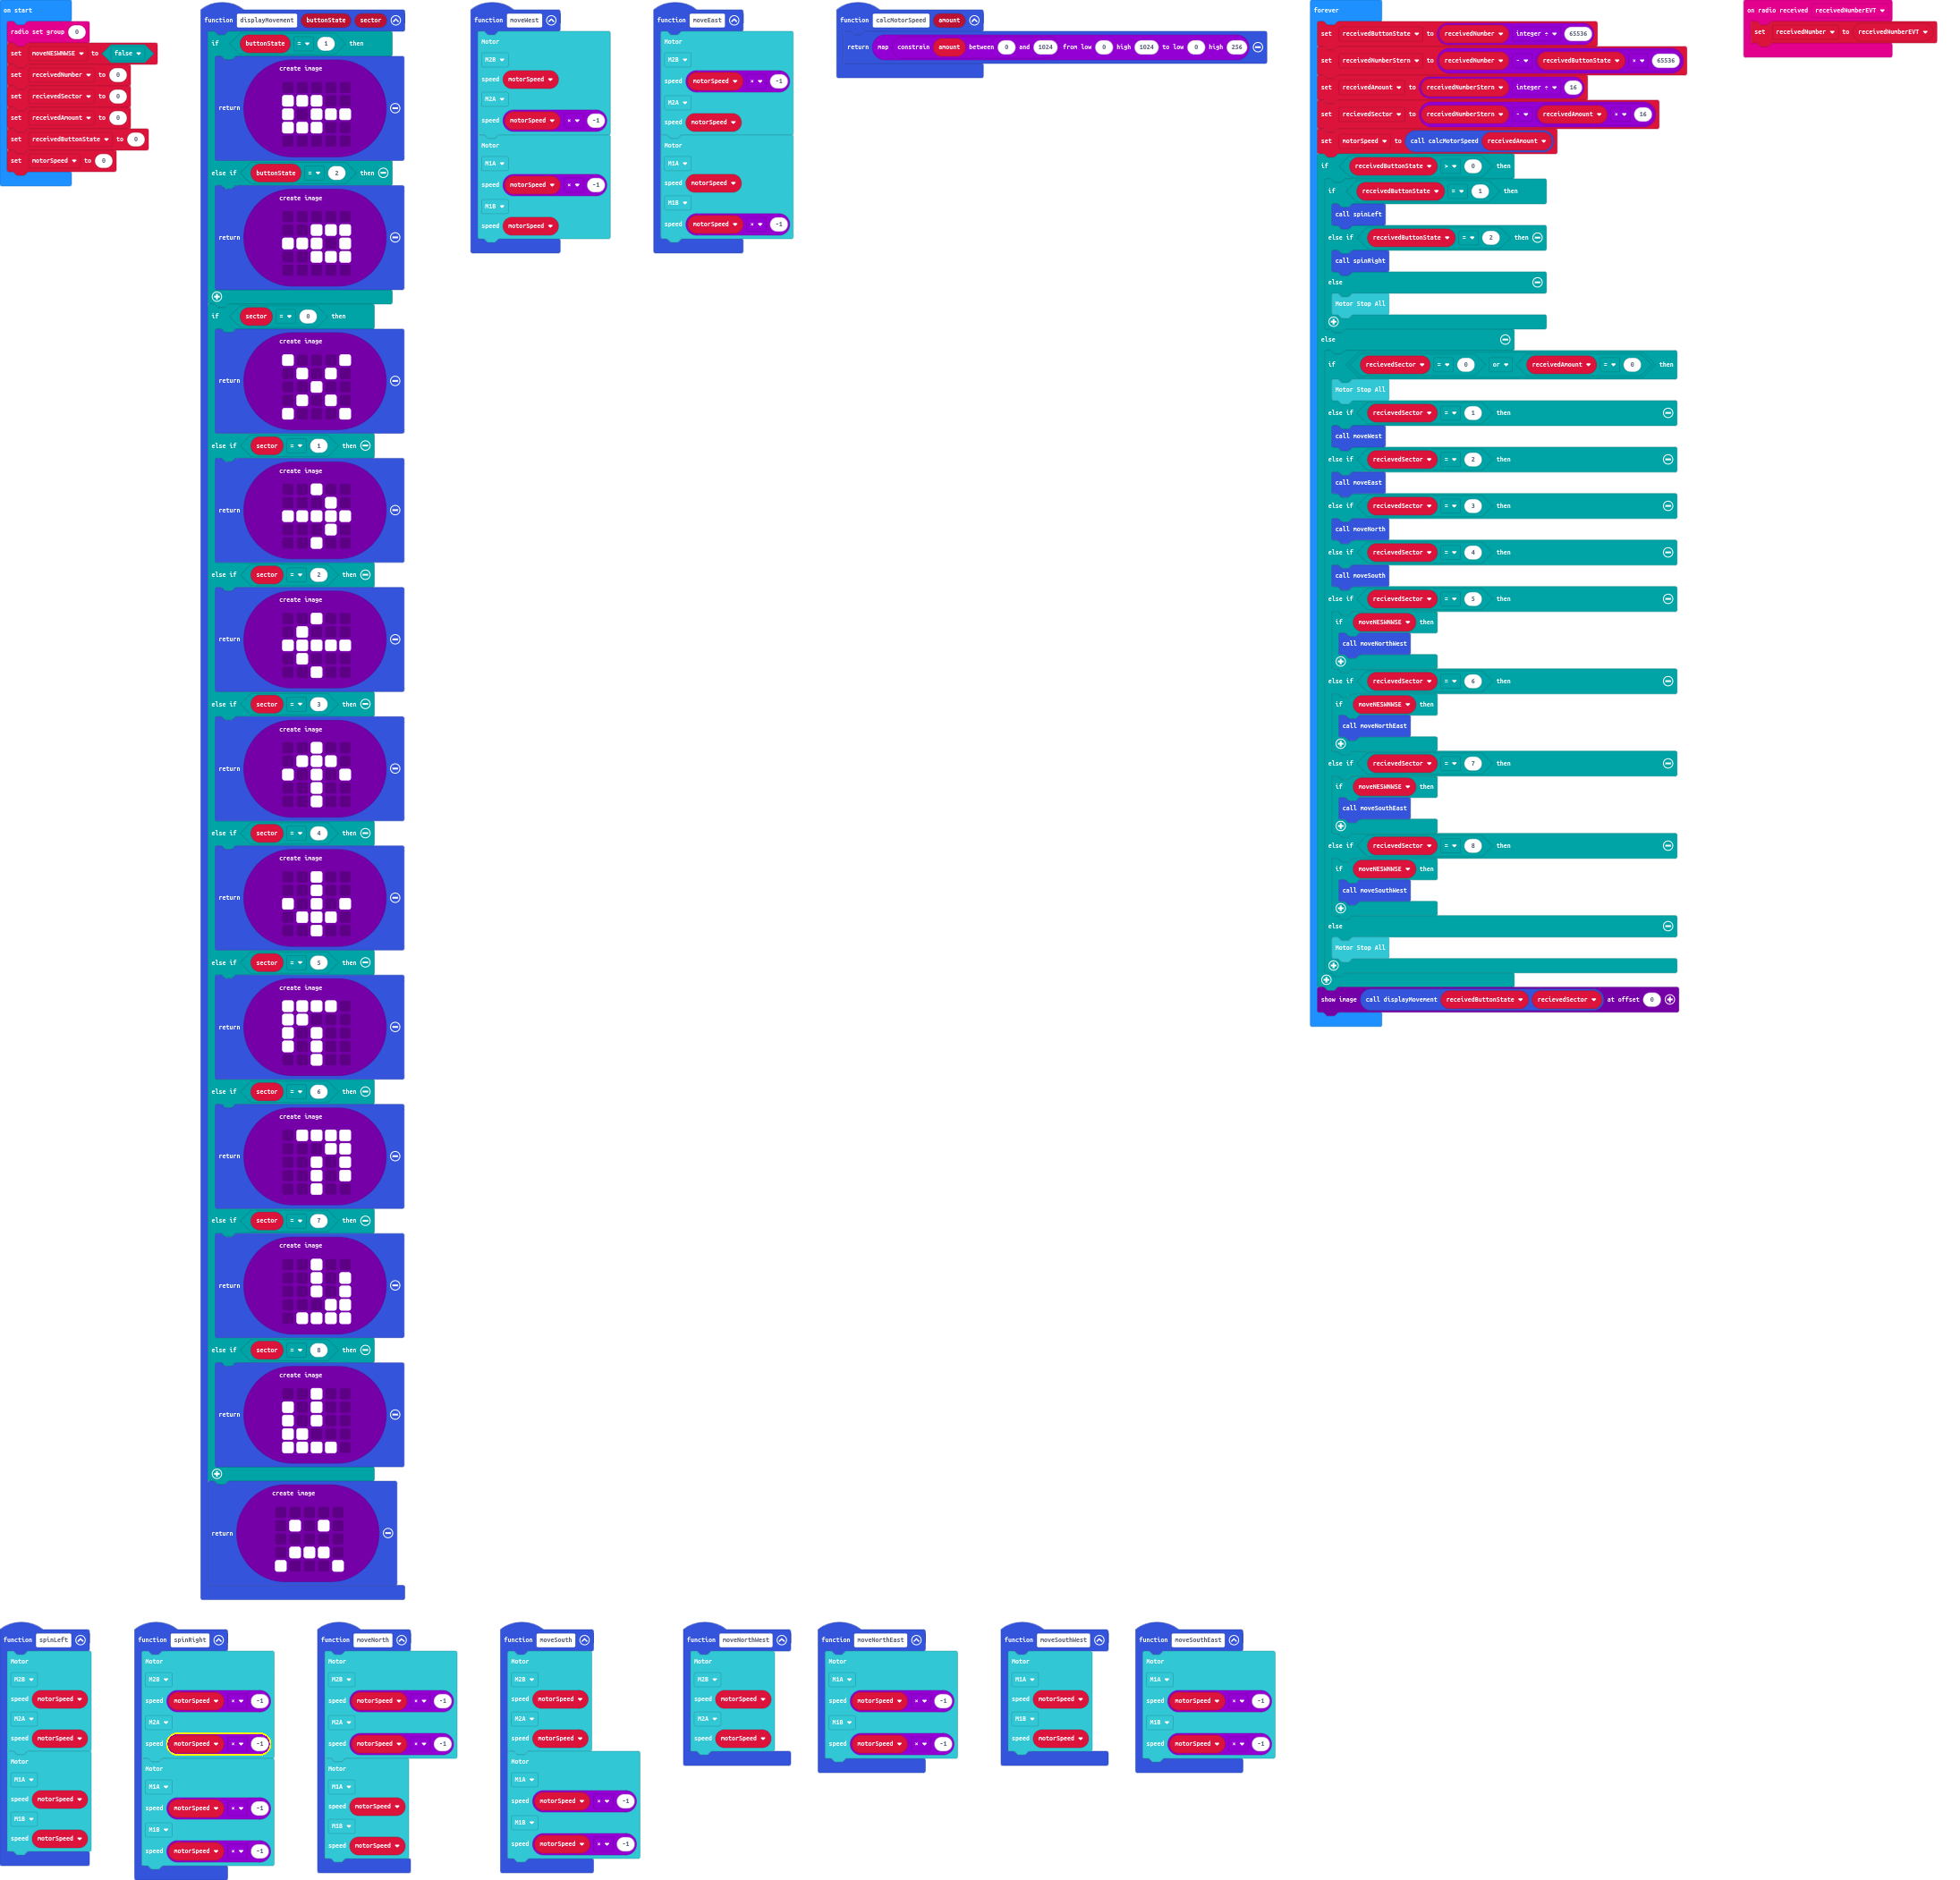 on start
radio set group 0
set moveNESWNWSE to false
set receivedNumber to 0
set recievedSector to 0
set receivedAmount to 0
set receivedButtonState to 0
set motorSpeed to 0
function displayMovement buttonState sector
if buttonState = 1 then
create image
return
else if buttonState = 2 then
create image
return
if sector = 0 then
create image
return
else if sector = 1 then
create image
return
else if sector = 2 then
create image
return
else if sector = 3 then
create image
return
else if sector = 4 then
create image
return
else if sector = 5 then
create image
return
else if sector = 6 then
create image
return
else if sector = 7 then
create image
return
else if sector = 8 then
create image
return
create image
return
function moveWest
Motor
M2B
speed motorSpeed
M2A
speed motorSpeed × -1
Motor
M1A
speed motorSpeed × -1
M1B
speed motorSpeed
function moveEast
Motor
M2B
speed motorSpeed × -1
M2A
speed motorSpeed
Motor
M1A
speed motorSpeed
M1B
speed motorSpeed × -1
function calcMotorSpeed amount
return map constrain amount between 0 and 1024 from low 0 high 1024 to low 0 high 256
forever
set receivedButtonState to receivedNumber integer ÷ 65536
set receivedNumberStern to receivedNumber - receivedButtonState × 65536
set receivedAmount to receivedNumberStern integer ÷ 16
set recievedSector to receivedNumberStern - receivedAmount × 16
set motorSpeed to call calcMotorSpeed receivedAmount
if receivedButtonState > 0 then
if receivedButtonState = 1 then
call spinLeft
else if receivedButtonState = 2 then
call spinRight
else
Motor Stop All
else
if recievedSector = 0 or receivedAmount = 0 then
Motor Stop All
else if recievedSector = 1 then
call moveWest
else if recievedSector = 2 then
call moveEast
else if recievedSector = 3 then
call moveNorth
else if recievedSector = 4 then
call moveSouth
else if recievedSector = 5 then
if moveNESWNWSE then
call moveNorthWest
else if recievedSector = 6 then
if moveNESWNWSE then
call moveNorthEast
else if recievedSector = 7 then
if moveNESWNWSE then
call moveSouthEast
else if recievedSector = 8 then
if moveNESWNWSE then
call moveSouthWest
else
Motor Stop All
show image call displayMovement receivedButtonState recievedSector at offset 0
on radio received receivedNumberEVT
set receivedNumber to receivedNumberEVT
function spinLeft
Motor
M2B
speed motorSpeed
M2A
speed motorSpeed
Motor
M1A
speed motorSpeed
M1B
speed motorSpeed
function spinRight
Motor
M2B
speed motorSpeed × -1
M2A
speed motorSpeed × -1
Motor
M1A
speed motorSpeed × -1
M1B
speed motorSpeed × -1
function moveNorth
Motor
M2B
speed motorSpeed × -1
M2A
speed motorSpeed × -1
Motor
M1A
speed motorSpeed
M1B
speed motorSpeed
function moveSouth
Motor
M2B
speed motorSpeed
M2A
speed motorSpeed
Motor
M1A
speed motorSpeed × -1
M1B
speed motorSpeed × -1
function moveNorthWest
Motor
M2B
speed motorSpeed
M2A
speed motorSpeed
function moveNorthEast
Motor
M1A
speed motorSpeed × -1
M1B
speed motorSpeed × -1
function moveSouthWest
Motor
M1A
speed motorSpeed
M1B
speed motorSpeed
function moveSouthEast
Motor
M1A
speed motorSpeed × -1
M1B
speed motorSpeed × -1